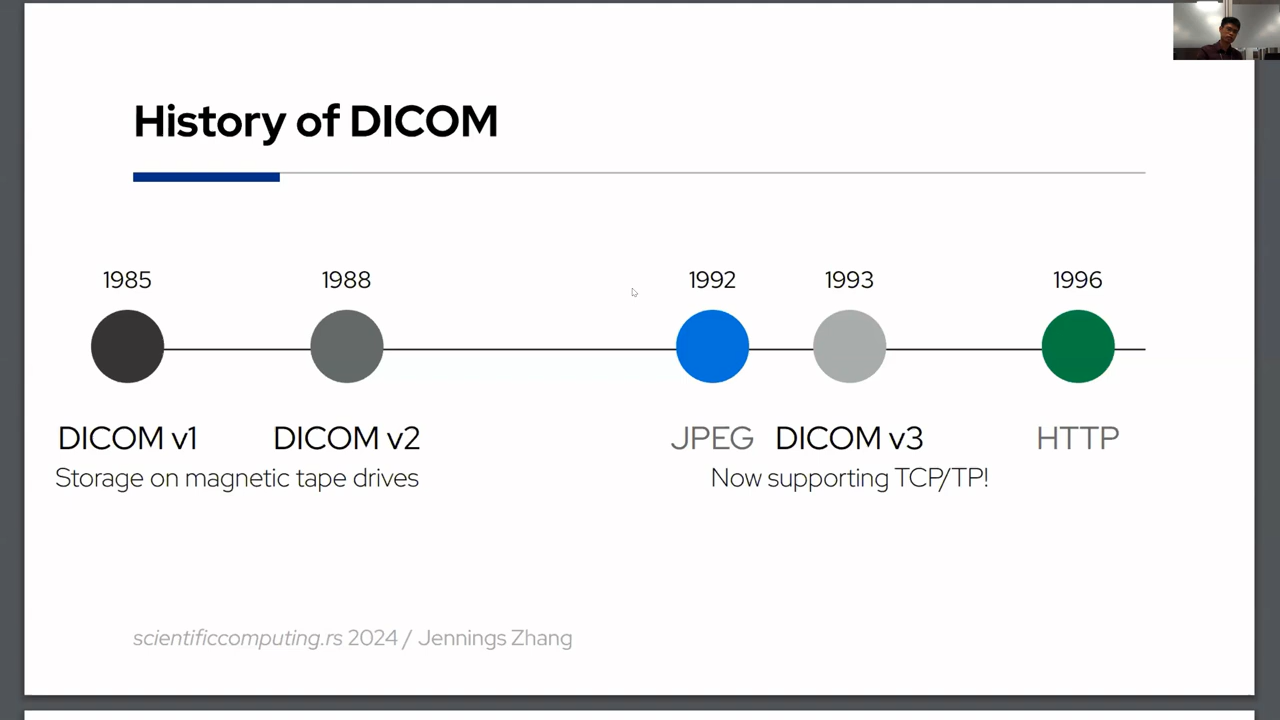 History of DICOM
1985
1988
1992
1993
1996
DICOM v1
DICOM v2
JPEG
DICOM v3
HTTP
Storage on magnetic tape drives
Now supporting TCP/TP!
scientificcomputing.rs 2024 / Jennings Zhang